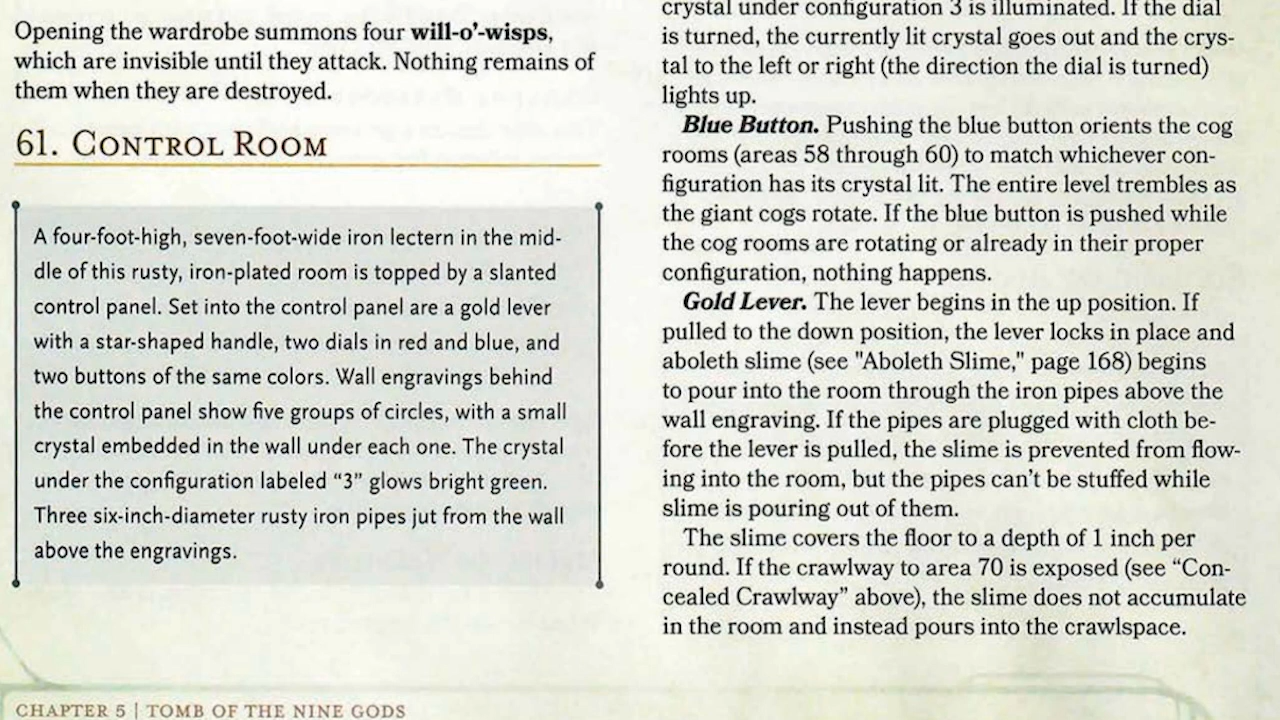 Opening the wardrobe summons four will-o'-wisps,
which are invisible until they attack. Nothing remains of
them when they are destroyed.
61. CONTROL ROOM
A four-foot-high, seven-foot-wide iron lectern in the mid-
dle of this rusty, iron-plated room is topped by a slanted
control panel. Set into the control panel are a gold lever
with a star-shaped handle, two dials in red and blue, and
two buttons of the same colors. Wall engravings behind
the control panel show five groups of circles, with a small
crystal embedded in the wall under each one. The crystal
under the configuration labeled “3” glows bright green.
Three six-inch-diameter rusty iron pipes jut from the wall
above the engravings.
CHAPTER 5 | TOMB OF THE NINE GODS
crystal under configuration 3 is illuminated. If the dial
is turned, the currently lit crystal goes out and the crys-
tal to the left or right (the direction the dial is turned)
lights up.
Blue Button. Pushing the blue button orients the cog
rooms (areas 58 through 60) to match whichever con-
figuration has its crystal lit. The entire level trembles as
the giant cogs rotate. If the blue button is pushed while
the cog rooms are rotating or already in their proper
configuration, nothing happens.
Gold Lever. The lever begins in the up position. If
pulled to the down position, the lever locks in place and
aboleth slime (see "Aboleth Slime," page 168) begins
to pour into the room through the iron pipes above the
wall engraving. If the pipes are plugged with cloth be-
fore the lever is pulled, the slime is prevented from flow-
ing into the room, but the pipes can’t be stuffed while
slime is pouring out of them.
The slime covers the floor to a depth of 1 inch per
round. If the crawlway to area 70 is exposed (see “Con-
cealed Crawlway” above), the slime does not accumulate
in the room and instead pours into the crawlspace.